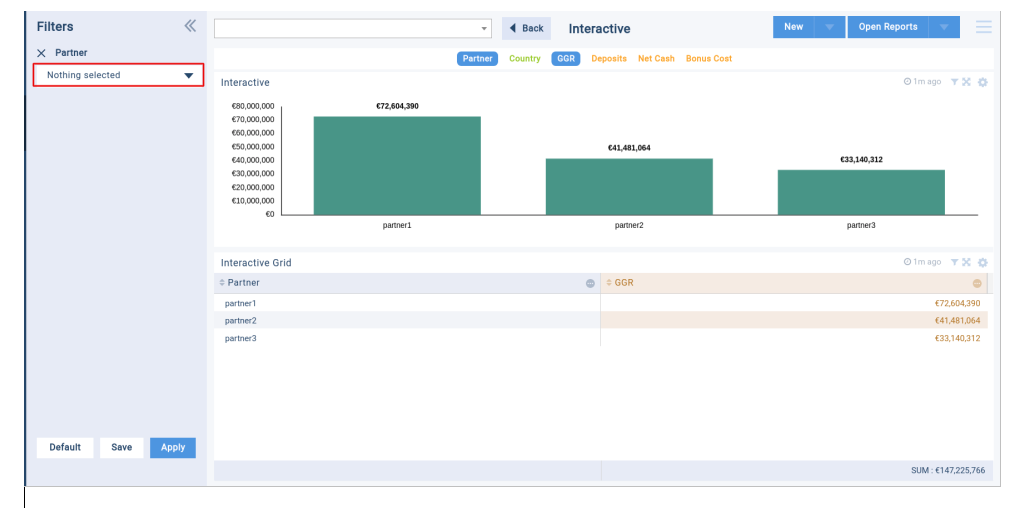 Filters
Partner
Nothing selected
Default Save Apply
Back Interactive New Open Reports
Partner Country GGR Deposits Net Cash Bonus Cost
Interactive 1m ago
€80,000,000
€70,000,000
€60,000,000
€50,000,000
€40,000,000
€30,000,000
€20,000,000
€10,000,000
€0
€72,604,390
€41,481,064
€33,140,312
partner1 partner2 partner3
Interactive Grid 1m ago
Partner GGR
partner1 €72,604,390
partner2 €41,481,064
partner3 €33,140,312
SUM : €147,225,766